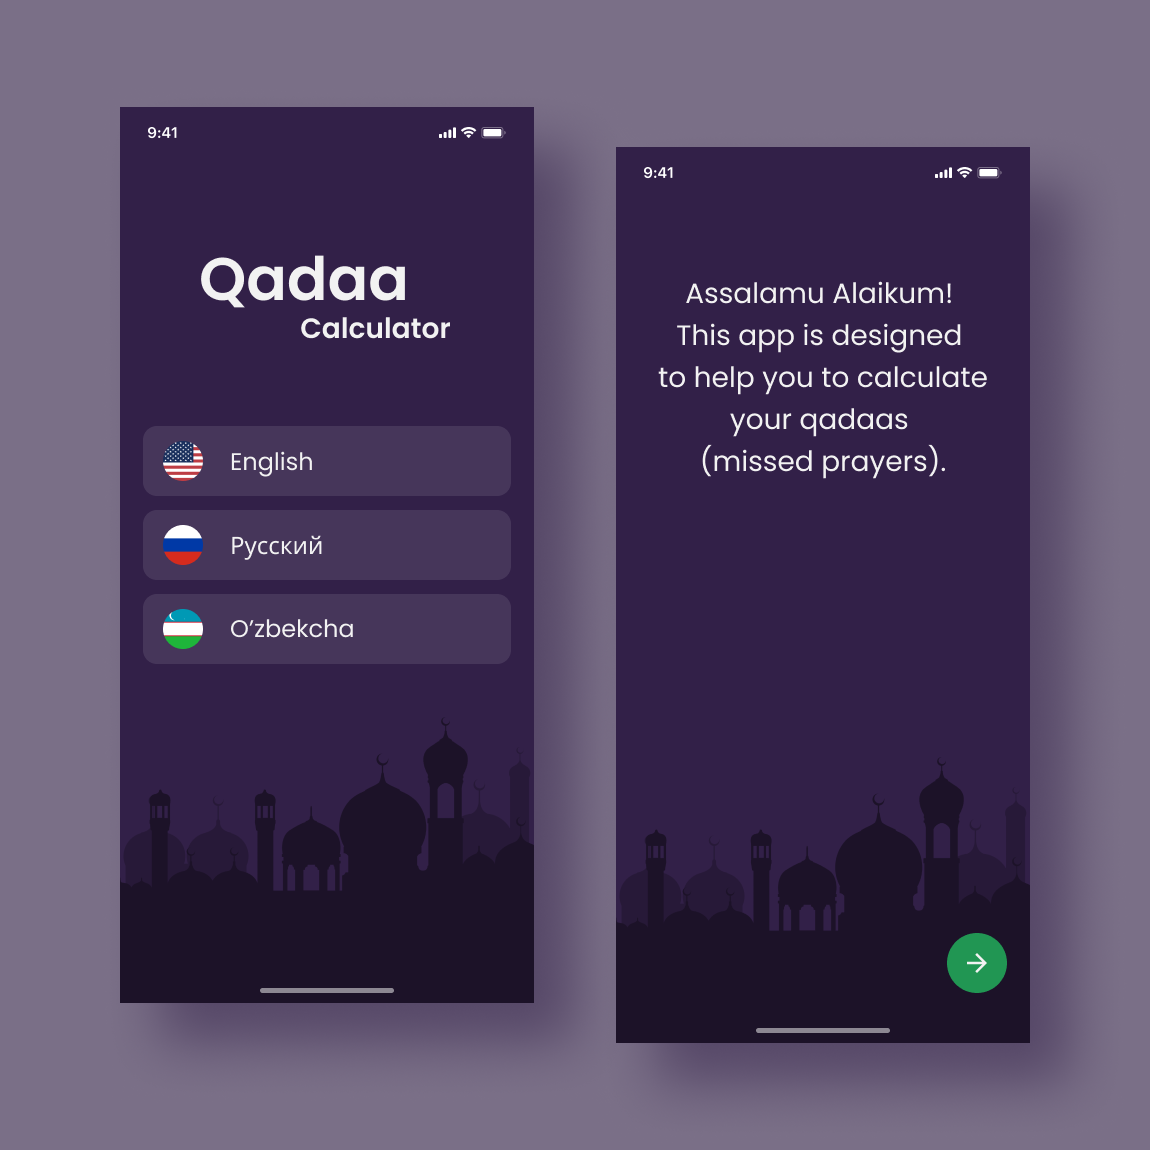 9:41
Qadaa
Calculator
English
Русский
O’zbekcha
9:41
Assalamu Alaikum!
This app is designed
to help you to calculate
your qadaas
(missed prayers).